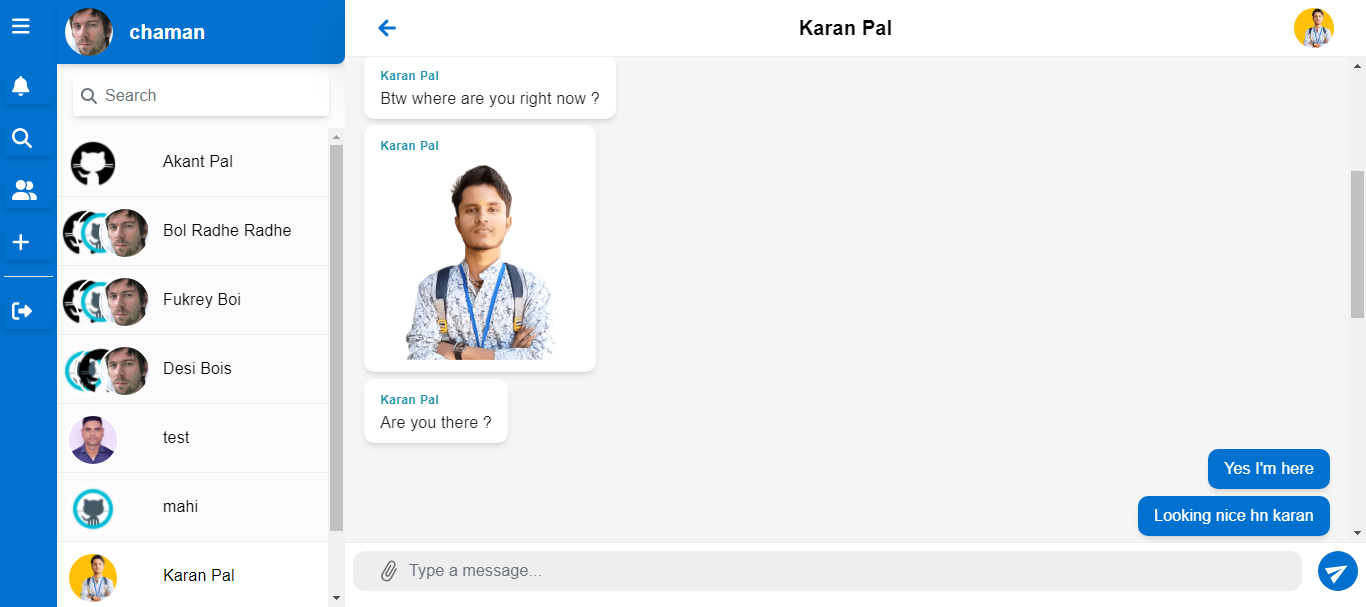 chaman
Search
Akant Pal
Bol Radhe Radhe
Fukrey Boi
Desi Bois
test
mahi
Karan Pal
Karan Pal
Karan Pal
Btw where are you right now ?
Karan Pal
Karan Pal
Are you there ?
Yes I'm here
Looking nice hn karan
Type a message...